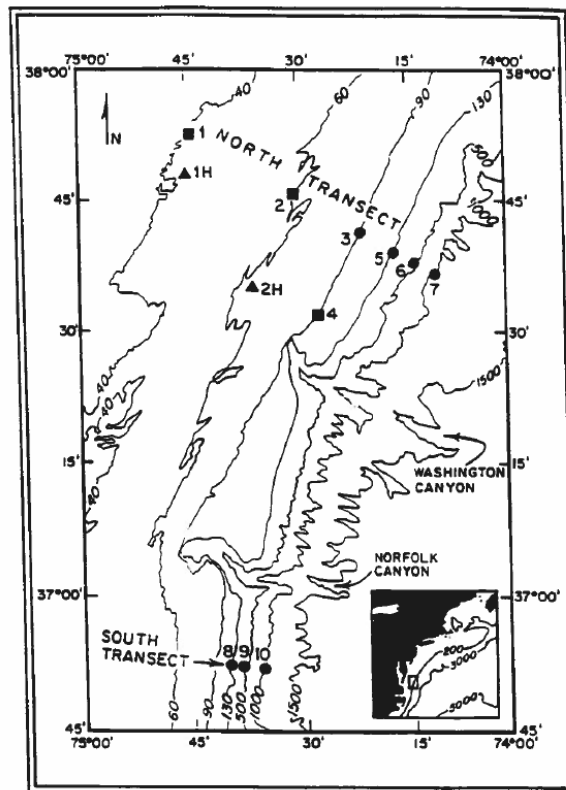 75°00' 45' 30' 15' 74°00'
38°00' 40 60 90 130 38°00'
N
1 NORTH TRANSECT
500
1000
1H
45' 45'
2
3
5
6
7
2H
4
30' 30'
40
40
40
1500
15' 15'
WASHINGTON
CANYON
NORFOLK
CANYON
37°00' 37°00'
SOUTH
TRANSECT
8 9 10
200
3000
5000
60 90 130 500 1000 1500
45' 45'
75°00' 45' 30' 15' 74°00'